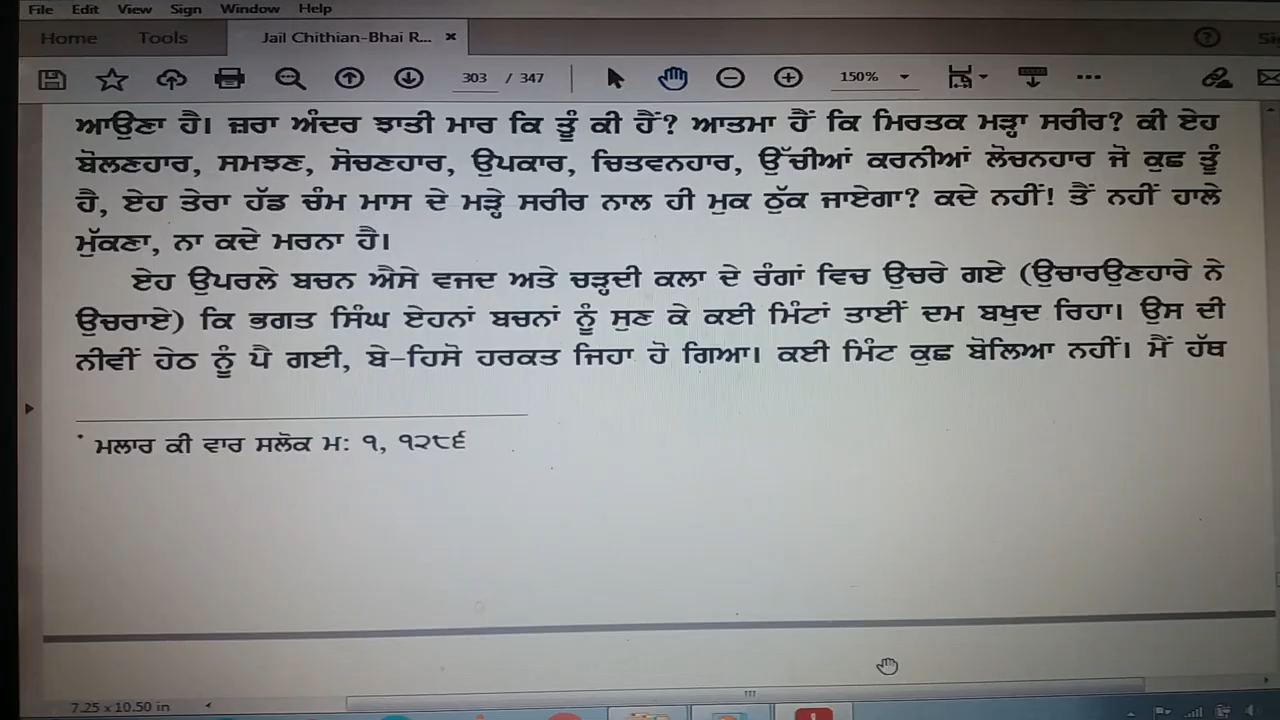 File Edit View Sign Window Help
Home Tools Jail Chithian-Bhai R... ×
303 / 347 150%
ਆਉਣਾ ਹੈ। ਜ਼ਰਾ ਅੰਦਰ ਝਾਤੀ ਮਾਰ ਕਿ ਤੂੰ ਕੀ ਹੈਂ? ਆਤਮਾ ਹੈਂ ਕਿ ਮਿਰਤਕ ਮੜ੍ਹਾ ਸਰੀਰ? ਕੀ ਏਹ
ਬੋਲਣਹਾਰ, ਸਮਝਣ, ਸੋਚਣਹਾਰ, ਉਪਕਾਰ, ਚਿਤਵਨਹਾਰ, ਉੱਚੀਆਂ ਕਰਨੀਆਂ ਲੋਚਨਹਾਰ ਜੋ ਕੁਛ ਤੂੰ
ਹੈ, ਏਹ ਤੇਰਾ ਹੱਡ ਚੰਮ ਮਾਸ ਦੇ ਮੜ੍ਹੇ ਸਰੀਰ ਨਾਲ ਹੀ ਮੁਕ ਠੁੱਕ ਜਾਏਗਾ? ਕਦੇ ਨਹੀਂ! ਤੈਂ ਨਹੀਂ ਹਾਲੇ
ਮੁੱਕਣਾ, ਨਾ ਕਦੇ ਮਰਨਾ ਹੈ।
ਏਹ ਉਪਰਲੇ ਬਚਨ ਐਸੇ ਵਜਦ ਅਤੇ ਚੜ੍ਹਦੀ ਕਲਾ ਦੇ ਰੰਗਾਂ ਵਿਚ ਉਚਰੇ ਗਏ (ਉਚਾਰਉਣਹਾਰੇ ਨੇ
ਉਚਰਾਏ) ਕਿ ਭਗਤ ਸਿੰਘ ਏਹਨਾਂ ਬਚਨਾਂ ਨੂੰ ਸੁਣ ਕੇ ਕਈ ਮਿੰਟਾਂ ਤਾਈਂ ਦਮ ਬਖੁਦ ਰਿਹਾ। ਉਸ ਦੀ
ਨੀਵੀਂ ਹੇਠ ਨੂੰ ਪੈ ਗਈ, ਬੇ-ਹਿਸੋ ਹਰਕਤ ਜਿਹਾ ਹੋ ਗਿਆ। ਕਈ ਮਿੰਟ ਕੁਛ ਬੋਲਿਆ ਨਹੀਂ। ਮੈਂ ਹੱਥ
* ਮਲਾਰ ਕੀ ਵਾਰ ਸਲੋਕ ਮ: ੧, ੧੨੮੬
7.25 x 10.50 in